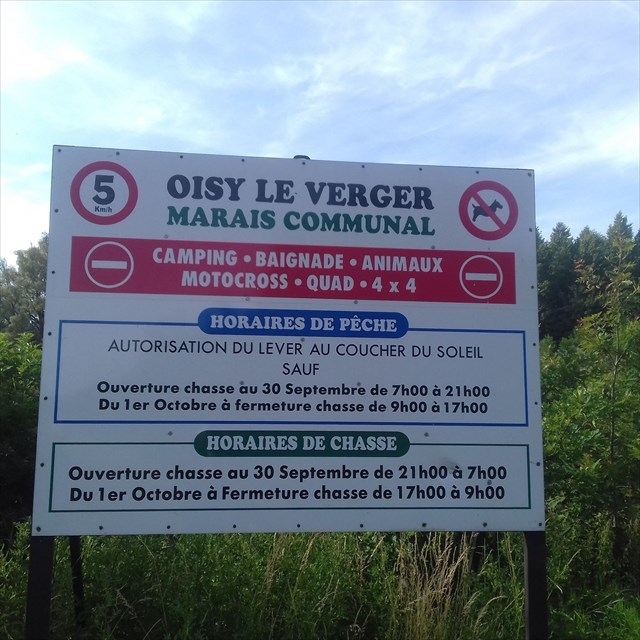 5
Km/h
OISY LE VERGER
MARAIS COMMUNAL
CAMPING • BAIGNADE • ANIMAUX
MOTOCROSS • QUAD • 4 x 4
HORAIRES DE PÊCHE
AUTORISATION DU LEVER AU COUCHER DU SOLEIL
SAUF
Ouverture chasse au 30 Septembre de 7h00 à 21h00
Du 1er Octobre à fermeture chasse de 9h00 à 17h00
HORAIRES DE CHASSE
Ouverture chasse au 30 Septembre de 21h00 à 7h00
Du 1er Octobre à Fermeture chasse de 17h00 à 9h00